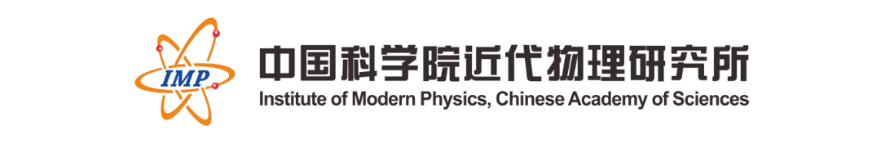 IMP
中国科学院近代物理研究所
Institute of Modern Physics, Chinese Academy of Sciences